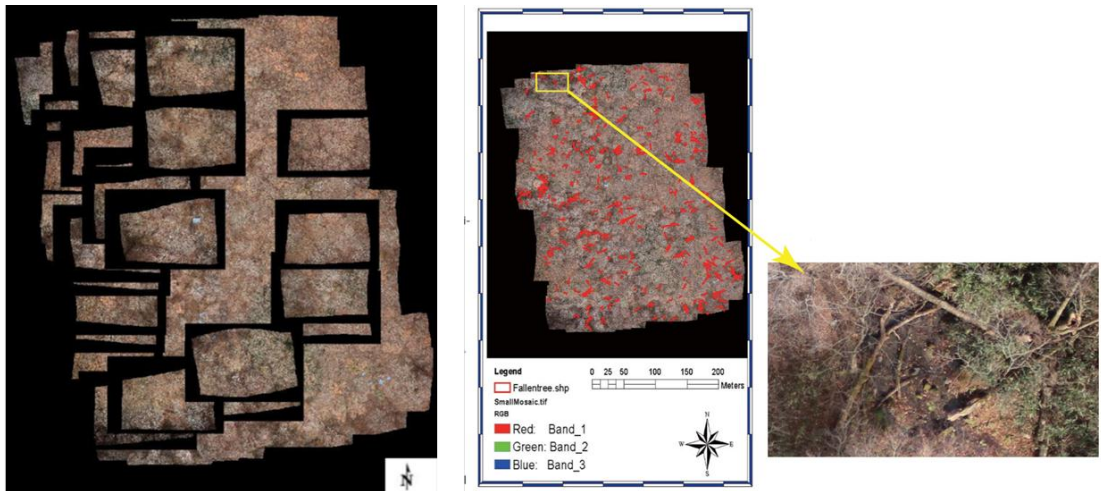 N
Legend
Fallentree.shp
SmallMosaic.tif
RGB
Red: Band_1
Green: Band_2
Blue: Band_3
0 25 50 100 150 200
Meters
N
W E
S